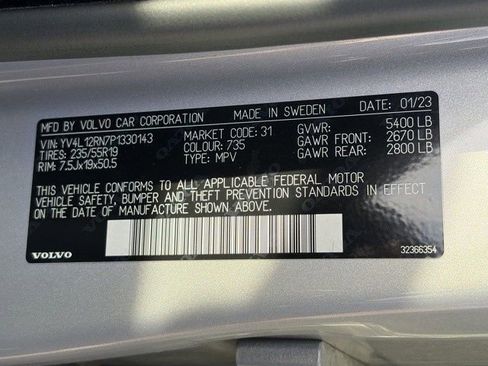 MFD BY VOLVO CAR CORPORATION MADE IN SWEDEN DATE: 01/23
VIN: YV4L12RN7P1330143 MARKET CODE: 31 GVWR: 5400 LB
TIRES: 235/55R19 COLOUR: 735 GAWR FRONT: 2670 LB
RIM: 7.5Jx19x50.5 TYPE: MPV GAWR REAR: 2800 LB
THIS VEHICLE CONFORMS TO ALL APPLICABLE FEDERAL MOTOR
VEHICLE SAFETY, BUMPER AND THEFT PREVENTION STANDARDS IN EFFECT
ON THE DATE OF MANUFACTURE SHOWN ABOVE.
VOLVO 32366354